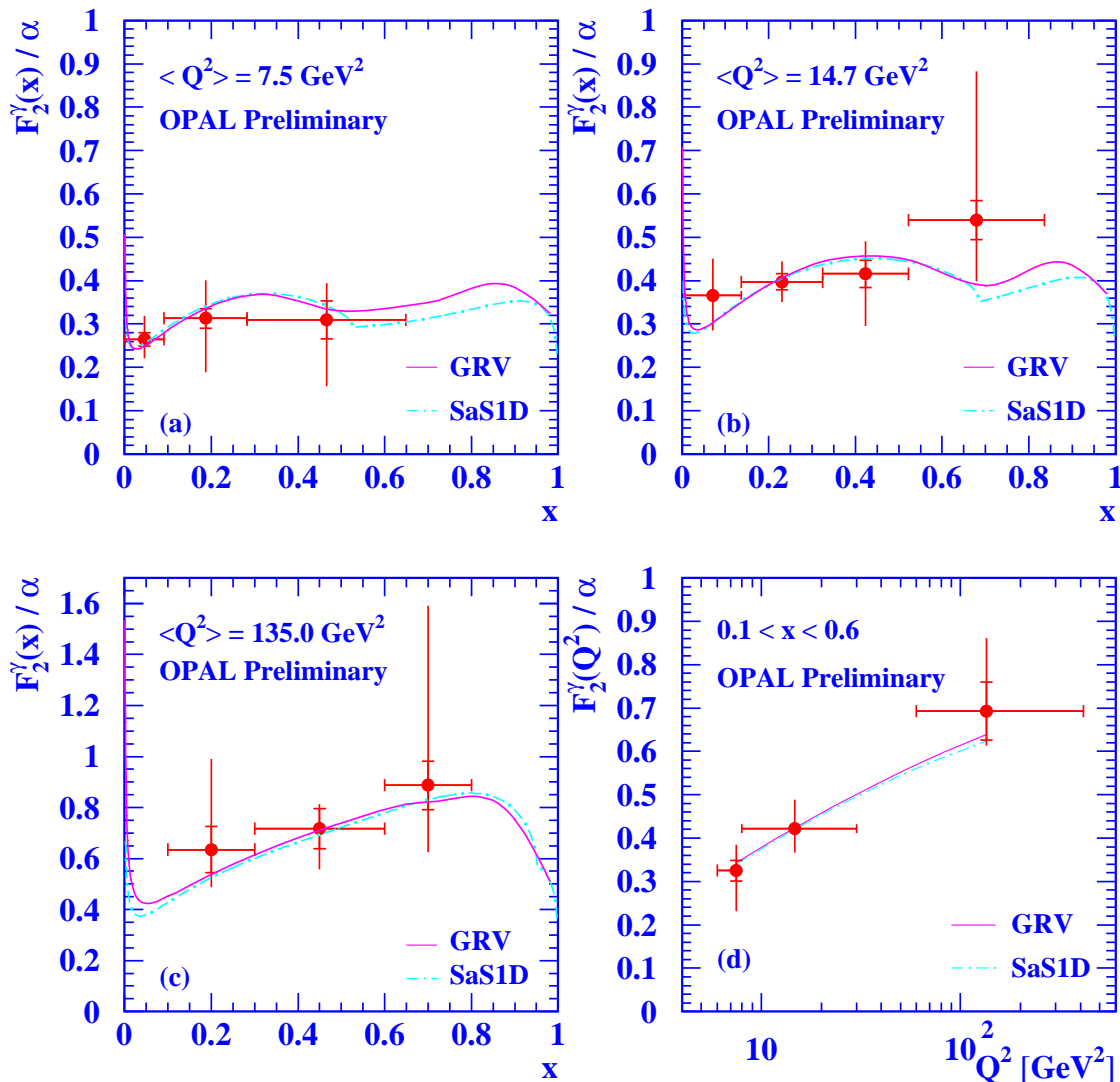 F₂^γ(x) / α
1
0.9
0.8
0.7
0.6
0.5
0.4
0.3
0.2
0.1
0
< Q² > = 7.5 GeV²
OPAL Preliminary
GRV
SaS1D
(a)
0 0.2 0.4 0.6 0.8 1
x
F₂^γ(x) / α
1
0.9
0.8
0.7
0.6
0.5
0.4
0.3
0.2
0.1
0
<Q²> = 14.7 GeV²
OPAL Preliminary
GRV
SaS1D
(b)
0 0.2 0.4 0.6 0.8 1
x
F₂^γ(x) / α
1.6
1.4
1.2
1
0.8
0.6
0.4
0.2
0
<Q²> = 135.0 GeV²
OPAL Preliminary
GRV
SaS1D
(c)
0 0.2 0.4 0.6 0.8 1
x
F₂^γ(Q²) / α
1
0.9
0.8
0.7
0.6
0.5
0.4
0.3
0.2
0.1
0
0.1 < x < 0.6
OPAL Preliminary
GRV
SaS1D
(d)
10 10²
Q² [GeV²]